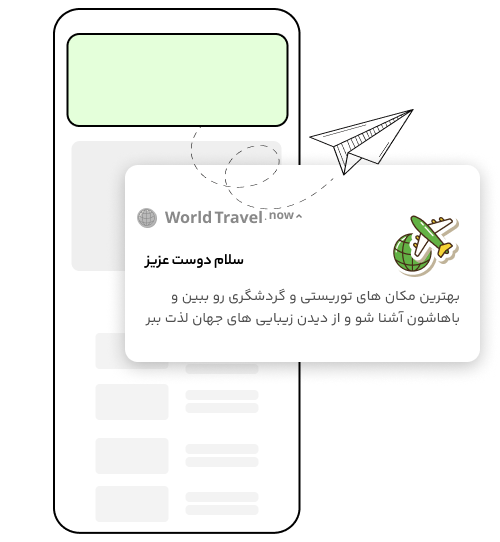 World Travel . now ^
سلام دوست عزیز
بهترین مکان های توریستی و گردشگری رو ببین و
باهاشون آشنا شو و از دیدن زیبایی های جهان لذت ببر